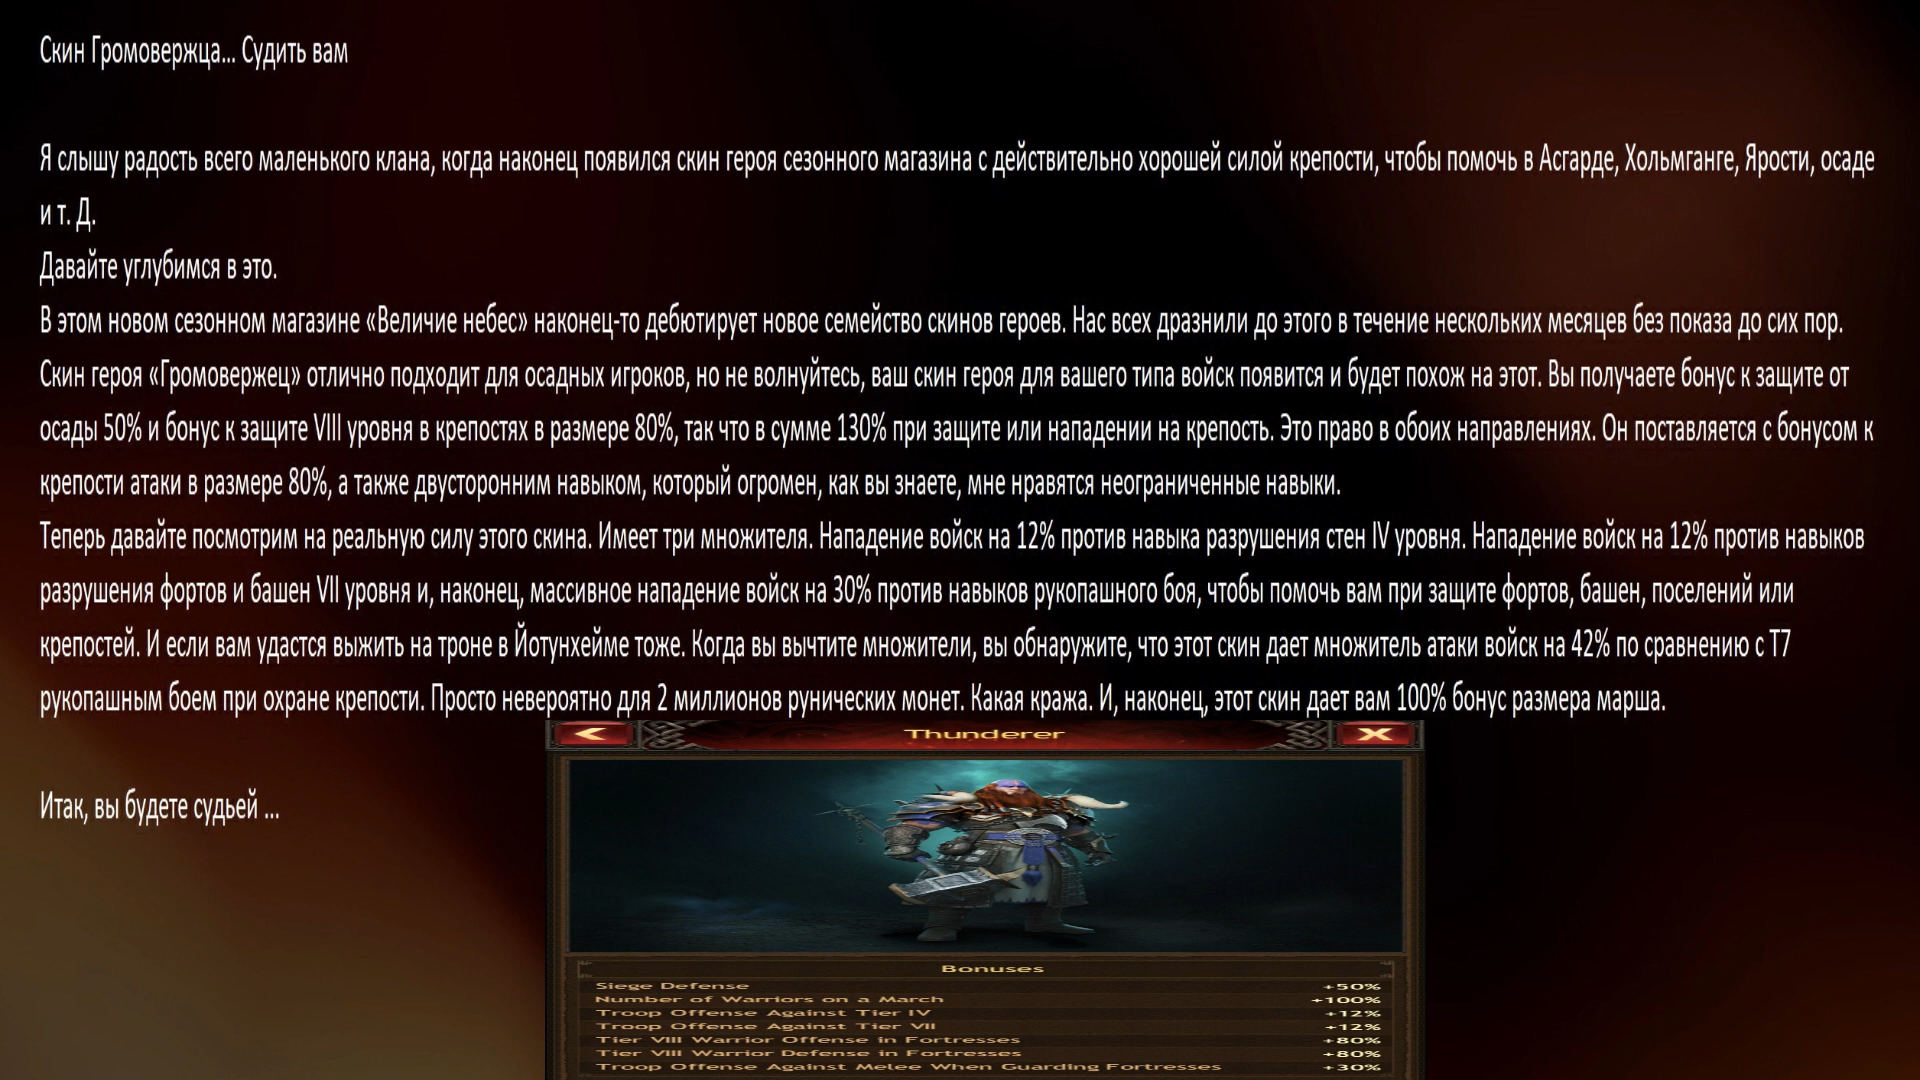 Скин Громовержца... Судить вам
Я слышу радость всего маленького клана, когда наконец появился скин героя сезонного магазина с действительно хорошей силой крепости, чтобы помочь в Асгарде, Хольмганге, Ярости, осаде
и т. Д.
Давайте углубимся в это.
В этом новом сезонном магазине «Величие небес» наконец-то дебютирует новое семейство скинов героев. Нас всех дразнили до этого в течение нескольких месяцев без показа до сих пор.
Скин героя «Громовержец» отлично подходит для осадных игроков, но не волнуйтесь, ваш скин героя для вашего типа войск появится и будет похож на этот. Вы получаете бонус к защите от
осады 50% и бонус к защите VIII уровня в крепостях в размере 80%, так что в сумме 130% при защите или нападении на крепость. Это право в обоих направлениях. Он поставляется с бонусом к
крепости атаки в размере 80%, а также двусторонним навыком, который огромен, как вы знаете, мне нравятся неограниченные навыки.
Теперь давайте посмотрим на реальную силу этого скина. Имеет три множителя. Нападение войск на 12% против навыка разрушения стен IV уровня. Нападение войск на 12% против навыков
разрушения фортов и башен VII уровня и, наконец, массивное нападение войск на 30% против навыков рукопашного боя, чтобы помочь вам при защите фортов, башен, поселений или
крепостей. И если вам удастся выжить на троне в Йотунхейме тоже. Когда вы вычтите множители, вы обнаружите, что этот скин дает множитель атаки войск на 42% по сравнению с Т7
рукопашным боем при охране крепости. Просто невероятно для 2 миллионов рунических монет. Какая кража. И, наконец, этот скин дает вам 100% бонус размера марша.
Итак, вы будете судьей ...
Thunderer
Bonuses
Siege Defense +50%
Number of Warriors on a March +100%
Troop Offense Against Tier IV +12%
Troop Offense Against Tier VII +12%
Tier VIII Warrior Offense in Fortresses +80%
Tier VIII Warrior Defense in Fortresses +80%
Troop Offense Against Melee When Guarding Fortresses +30%